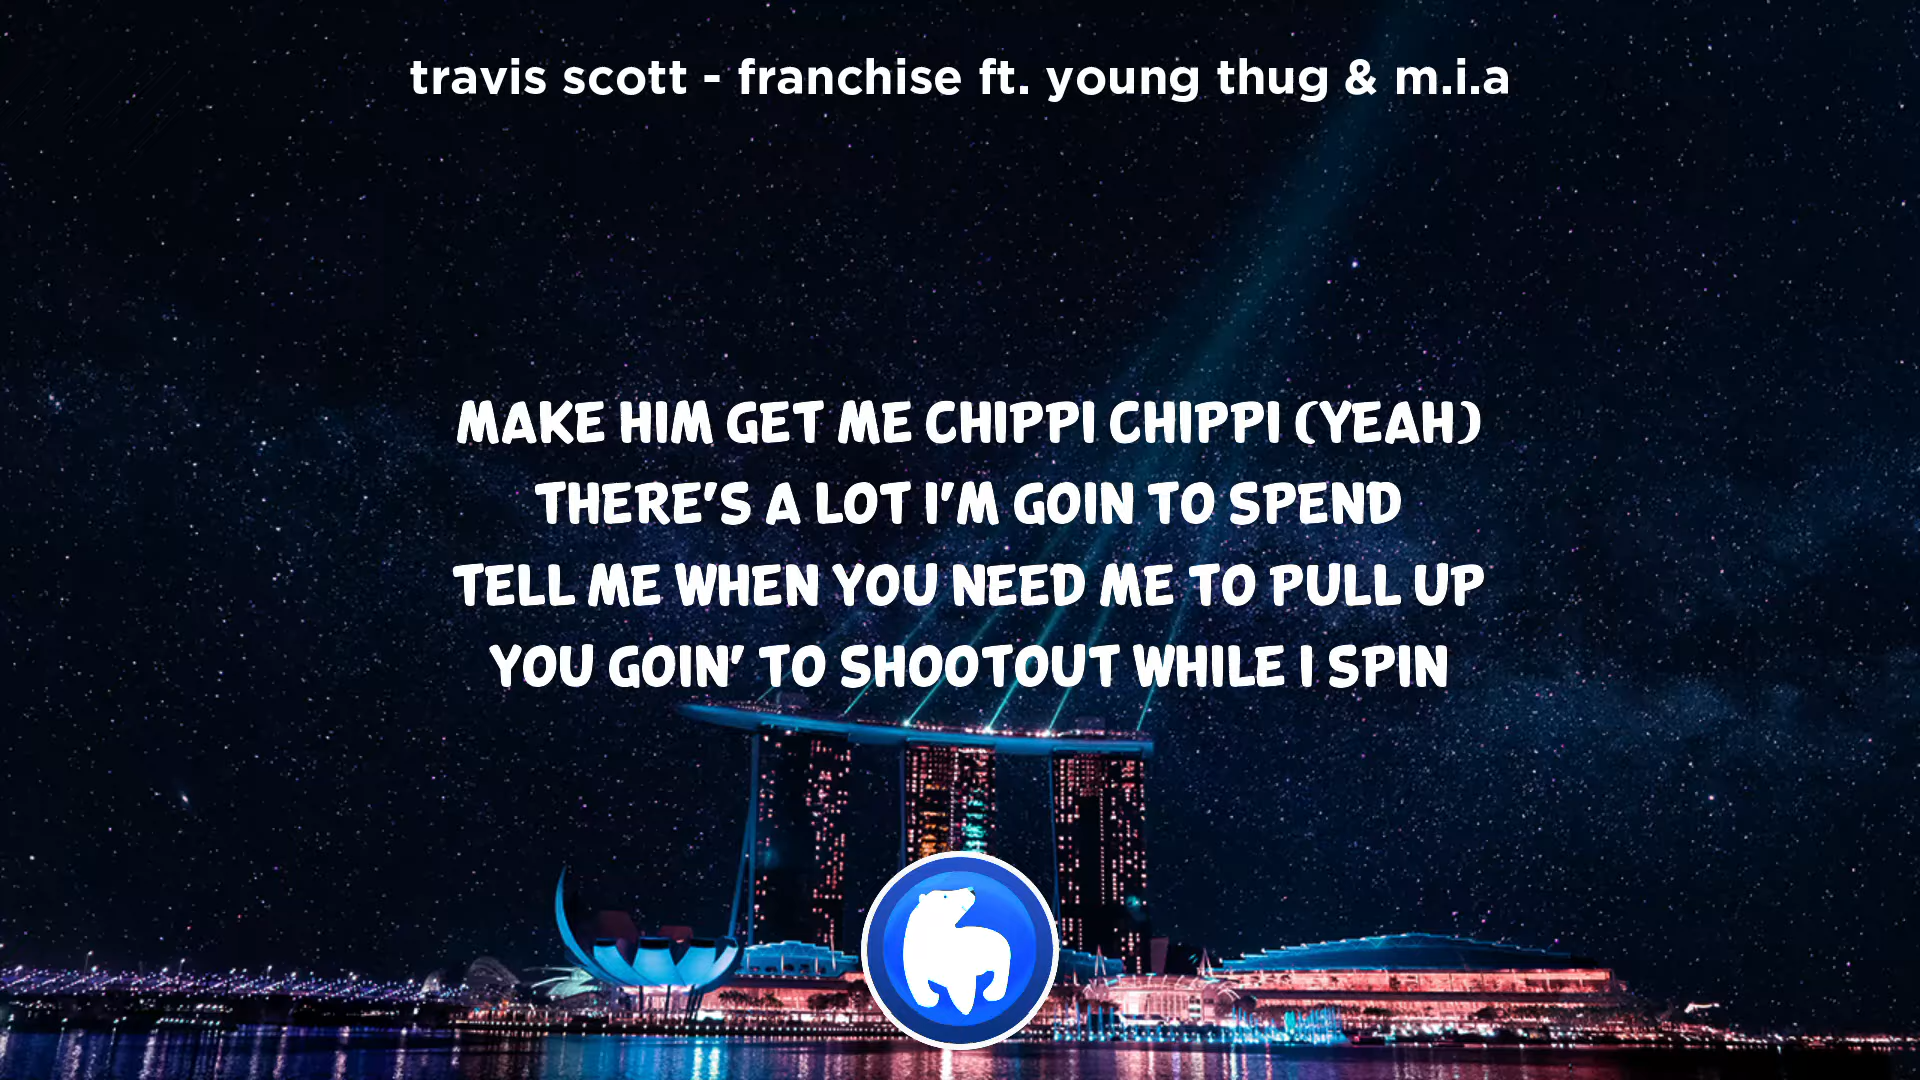 travis scott - franchise ft. young thug & m.i.a
MAKE HIM GET ME CHIPPI CHIPPI (YEAH)
THERE'S A LOT I'M GOIN TO SPEND
TELL ME WHEN YOU NEED ME TO PULL UP
YOU GOIN' TO SHOOTOUT WHILE I SPIN